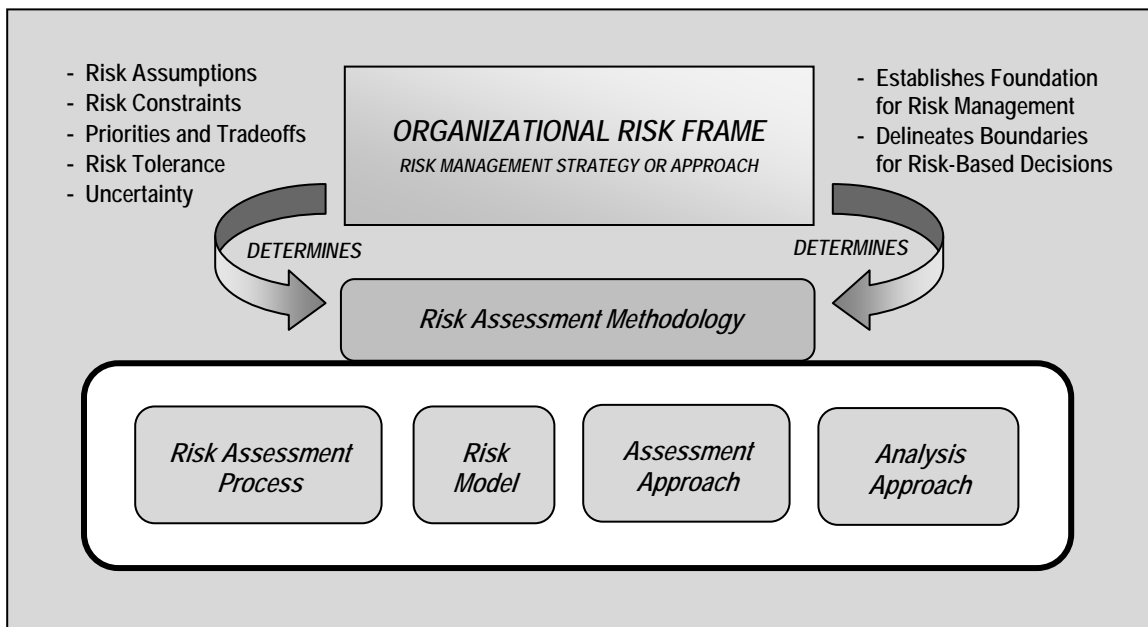 - Risk Assumptions
- Risk Constraints
- Priorities and Tradeoffs
- Risk Tolerance
- Uncertainty
ORGANIZATIONAL RISK FRAME
RISK MANAGEMENT STRATEGY OR APPROACH
- Establishes Foundation
for Risk Management
- Delineates Boundaries
for Risk-Based Decisions
DETERMINES
DETERMINES
Risk Assessment Methodology
Risk Assessment
Process
Risk
Model
Assessment
Approach
Analysis
Approach